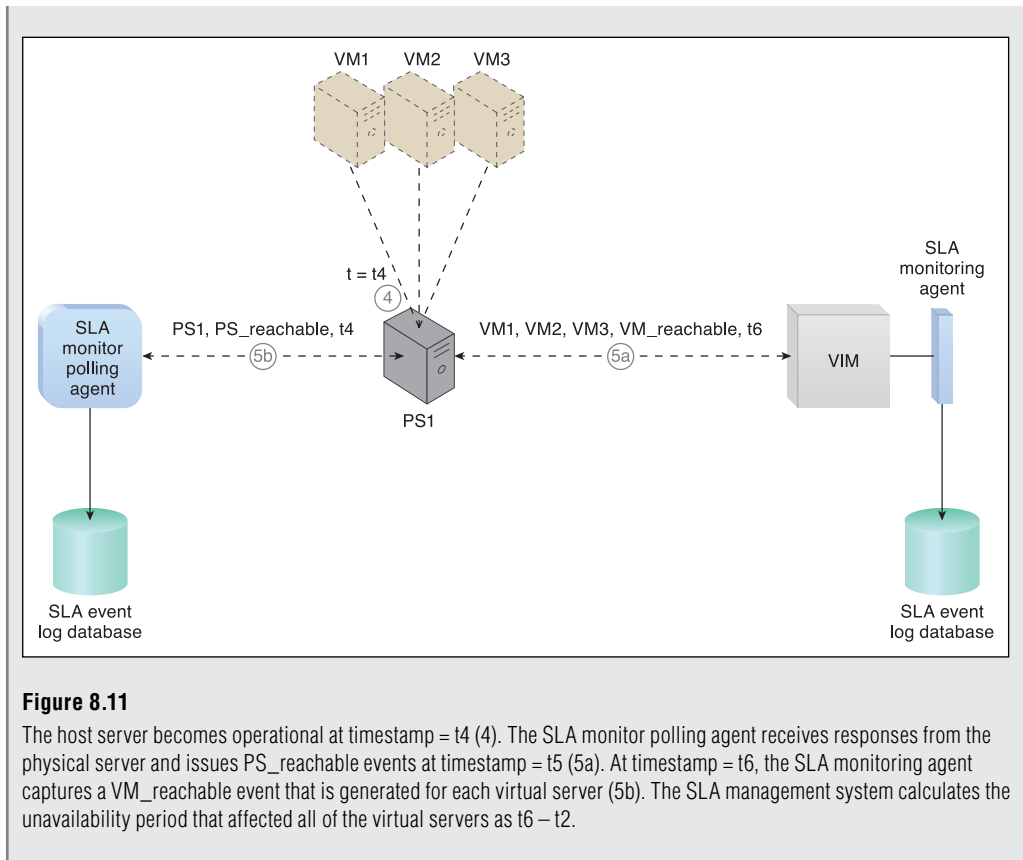 VM1 VM2 VM3
t = t4
4
SLA
monitoring
agent
SLA
monitor
polling
agent
PS1, PS_reachable, t4
5b
VM1, VM2, VM3, VM_reachable, t6
5a
VIM
PS1
SLA event
log database
SLA event
log database
Figure 8.11
The host server becomes operational at timestamp = t4 (4). The SLA monitor polling agent receives responses from the
physical server and issues PS_reachable events at timestamp = t5 (5a). At timestamp = t6, the SLA monitoring agent
captures a VM_reachable event that is generated for each virtual server (5b). The SLA management system calculates the
unavailability period that affected all of the virtual servers as t6 – t2.